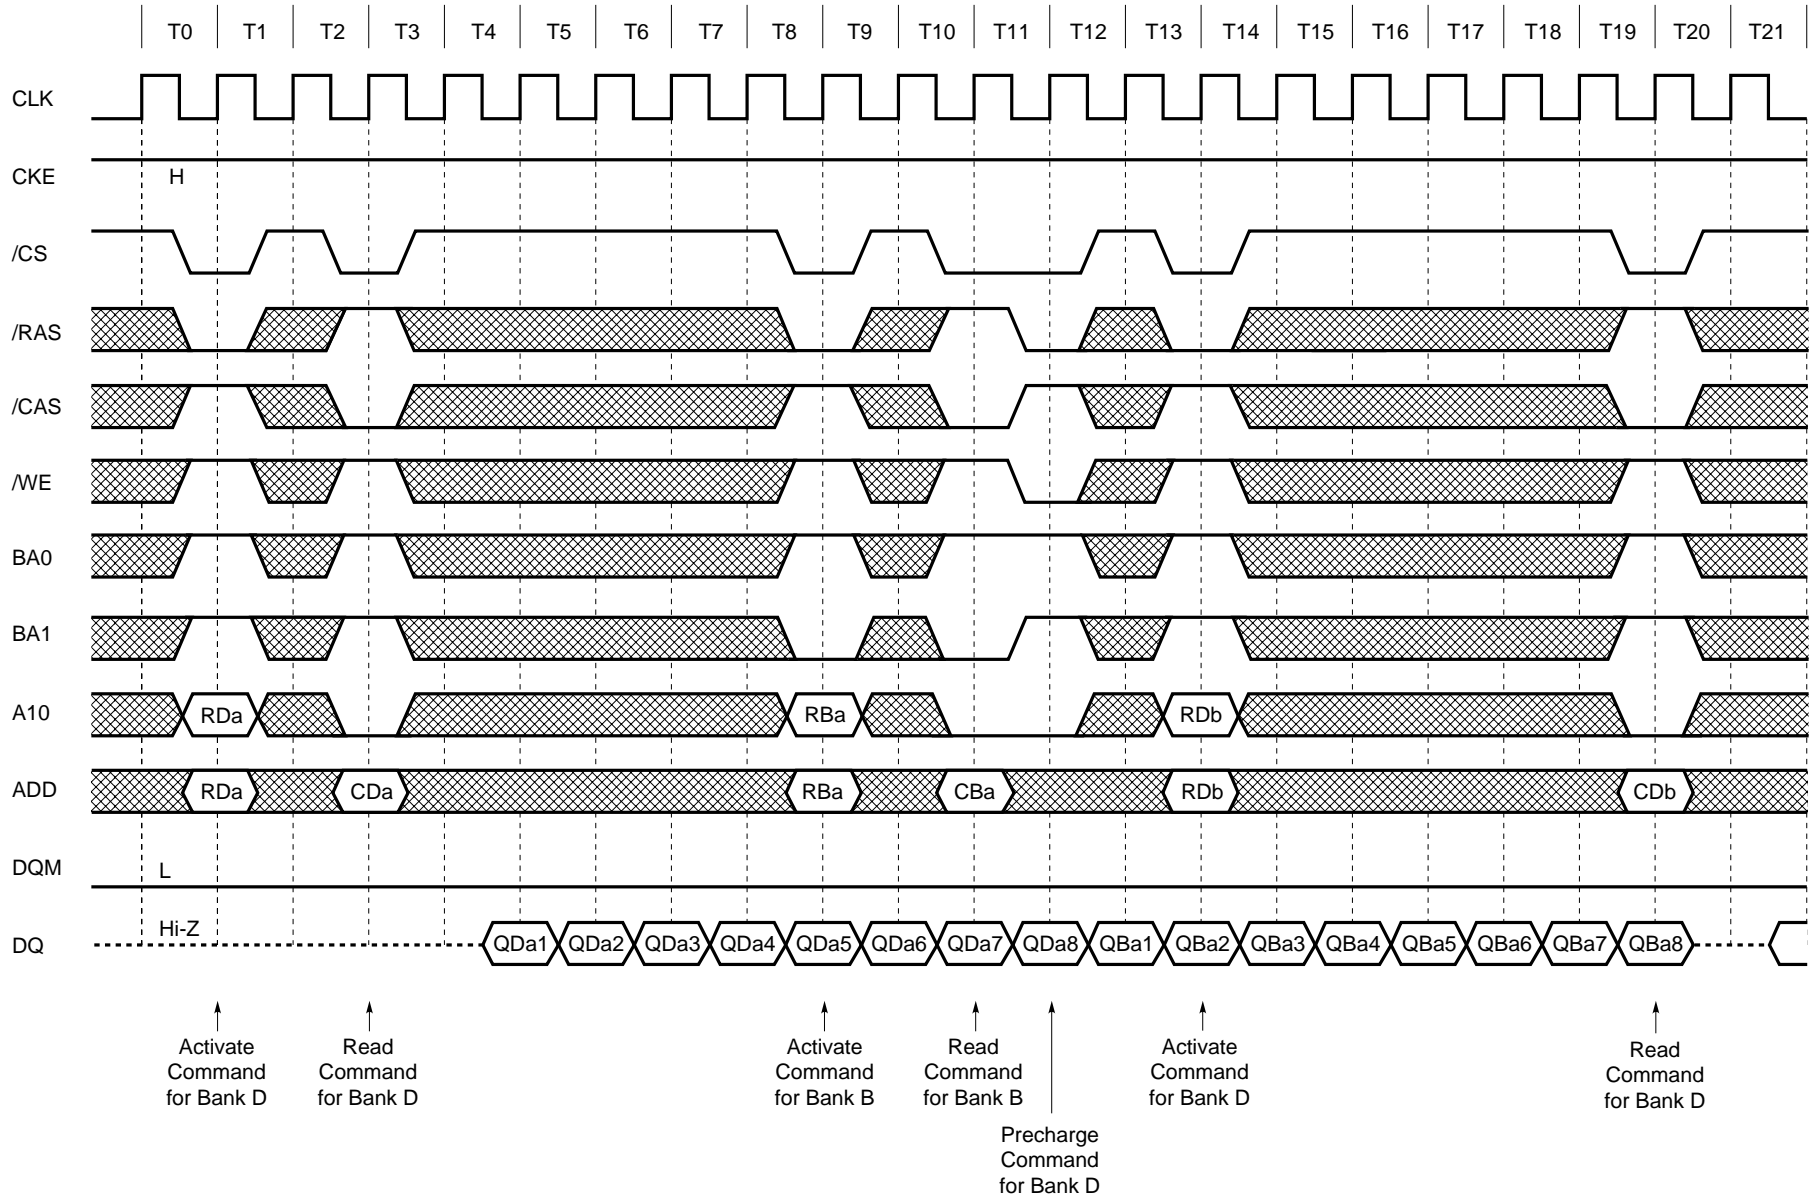 T0 T1 T2 T3 T4 T5 T6 T7 T8 T9 T10 T11 T12 T13 T14 T15 T16 T17 T18 T19 T20 T21
CLK
CKE H
/CS
/RAS
/CAS
/WE
BA0
BA1
A10 RDa RBa RDb
ADD RDa CDa RBa CBa RDb CDb
DQM L
DQ Hi-Z QDa1 QDa2 QDa3 QDa4 QDa5 QDa6 QDa7 QDa8 QBa1 QBa2 QBa3 QBa4 QBa5 QBa6 QBa7 QBa8
Activate
Command
for Bank D
Read
Command
for Bank D
Activate
Command
for Bank B
Read
Command
for Bank B
Precharge
Command
for Bank D
Activate
Command
for Bank D
Read
Command
for Bank D